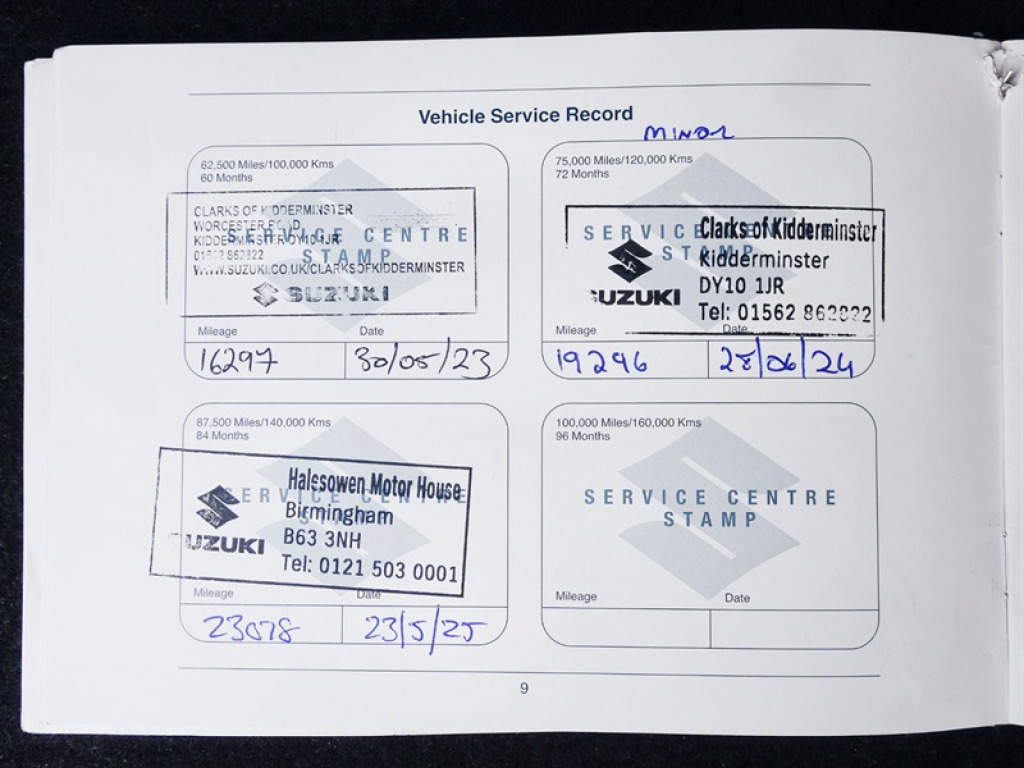 Vehicle Service Record
MINOR
62,500 Miles/100,000 Kms
60 Months
SERVICE CENTRE
STAMP
CLARKS OF KIDDERMINSTER
WORCESTER ROAD
KIDDERMINSTER DY10 1JR
01562 862822
WWW.SUZUKI.CO.UK/CLARKSOFKIDDERMINSTER
SUZUKI
Mileage Date
16297 30/05/23
75,000 Miles/120,000 Kms
72 Months
SERVICE CENTRE
STAMP
Clarks of Kidderminster
Kidderminster
DY10 1JR
SUZUKI
Tel: 01562 862822
Mileage Date
19296 28/06/24
87,500 Miles/140,000 Kms
84 Months
SERVICE CENTRE
STAMP
Halesowen Motor House
Birmingham
B63 3NH
SUZUKI
Tel: 0121 503 0001
Mileage Date
23078 23/5/25
100,000 Miles/160,000 Kms
96 Months
SERVICE CENTRE
STAMP
Mileage Date
9